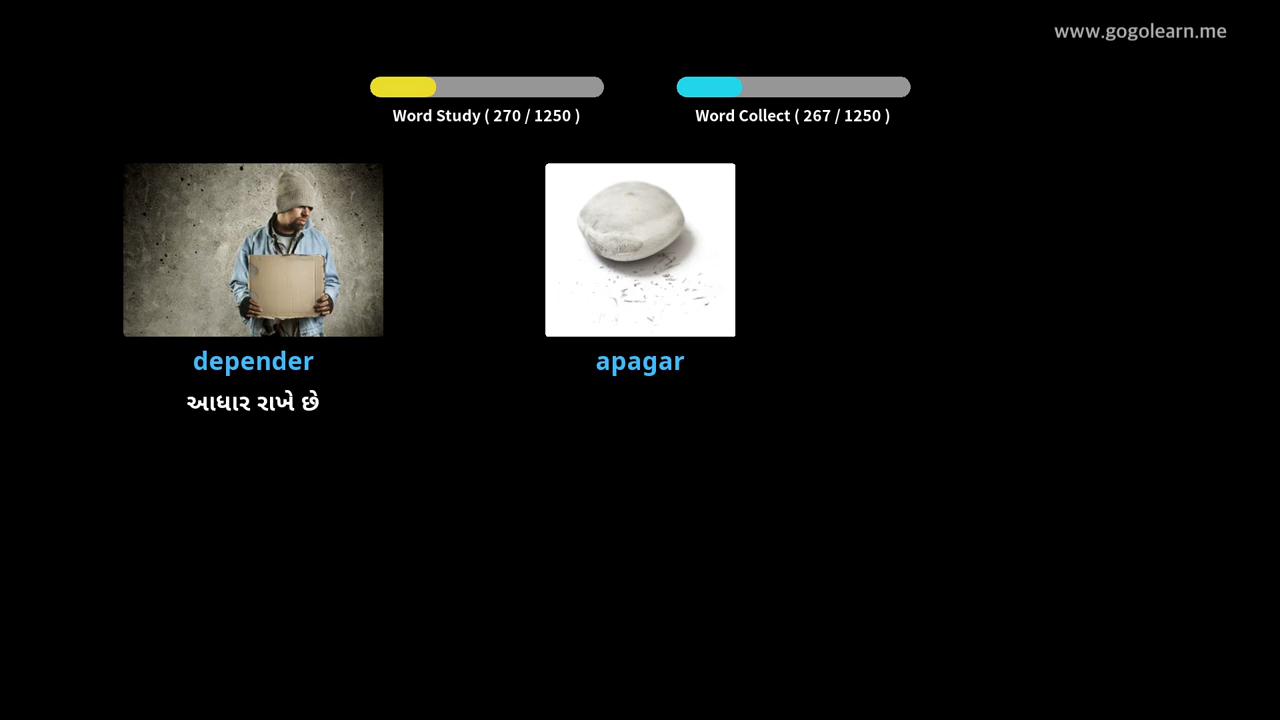 www.gogolearn.me
Word Study ( 270 / 1250 )
Word Collect ( 267 / 1250 )
depender
apagar
આધાર રાખે છે